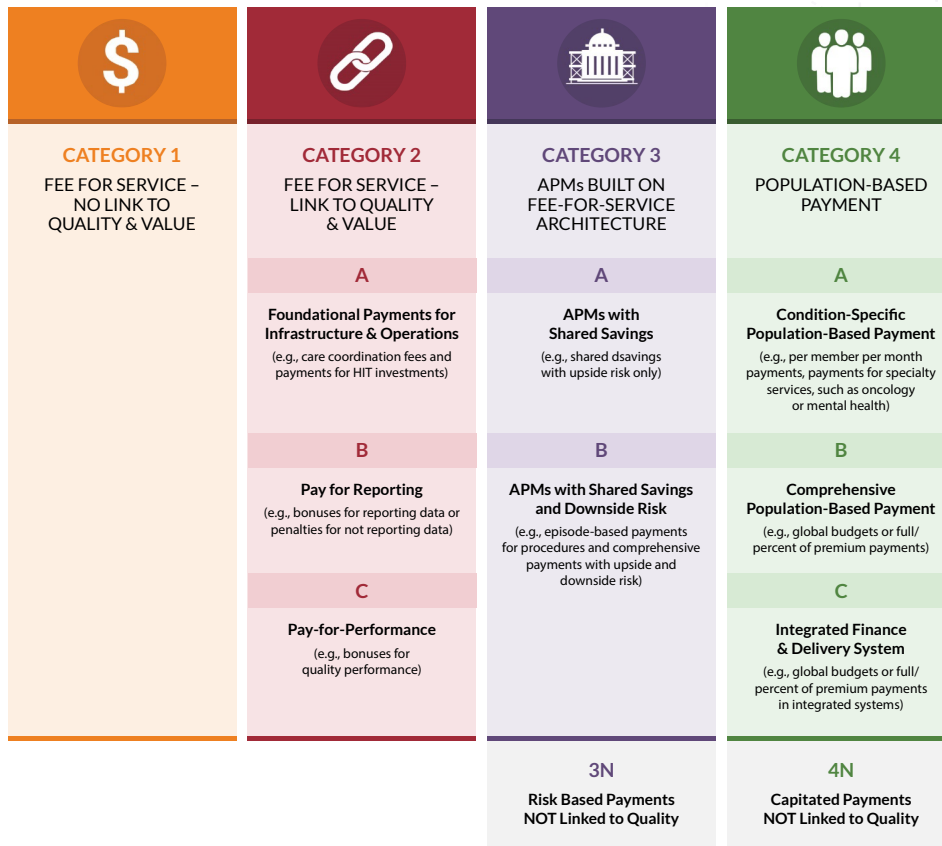 $
CATEGORY 1
FEE FOR SERVICE –
NO LINK TO
QUALITY & VALUE
CATEGORY 2
FEE FOR SERVICE –
LINK TO QUALITY
& VALUE
A
Foundational Payments for
Infrastructure & Operations
(e.g., care coordination fees and
payments for HIT investments)
B
Pay for Reporting
(e.g., bonuses for reporting data or
penalties for not reporting data)
C
Pay-for-Performance
(e.g., bonuses for
quality performance)
CATEGORY 3
APMs BUILT ON
FEE-FOR-SERVICE
ARCHITECTURE
A
APMs with
Shared Savings
(e.g., shared dsavings
with upside risk only)
B
APMs with Shared Savings
and Downside Risk
(e.g., episode-based payments
for procedures and comprehensive
payments with upside and
downside risk)
3N
Risk Based Payments
NOT Linked to Quality
CATEGORY 4
POPULATION-BASED
PAYMENT
A
Condition-Specific
Population-Based Payment
(e.g., per member per month
payments, payments for specialty
services, such as oncology
or mental health)
B
Comprehensive
Population-Based Payment
(e.g., global budgets or full/
percent of premium payments)
C
Integrated Finance
& Delivery System
(e.g., global budgets or full/
percent of premium payments
in integrated systems)
4N
Capitated Payments
NOT Linked to Quality